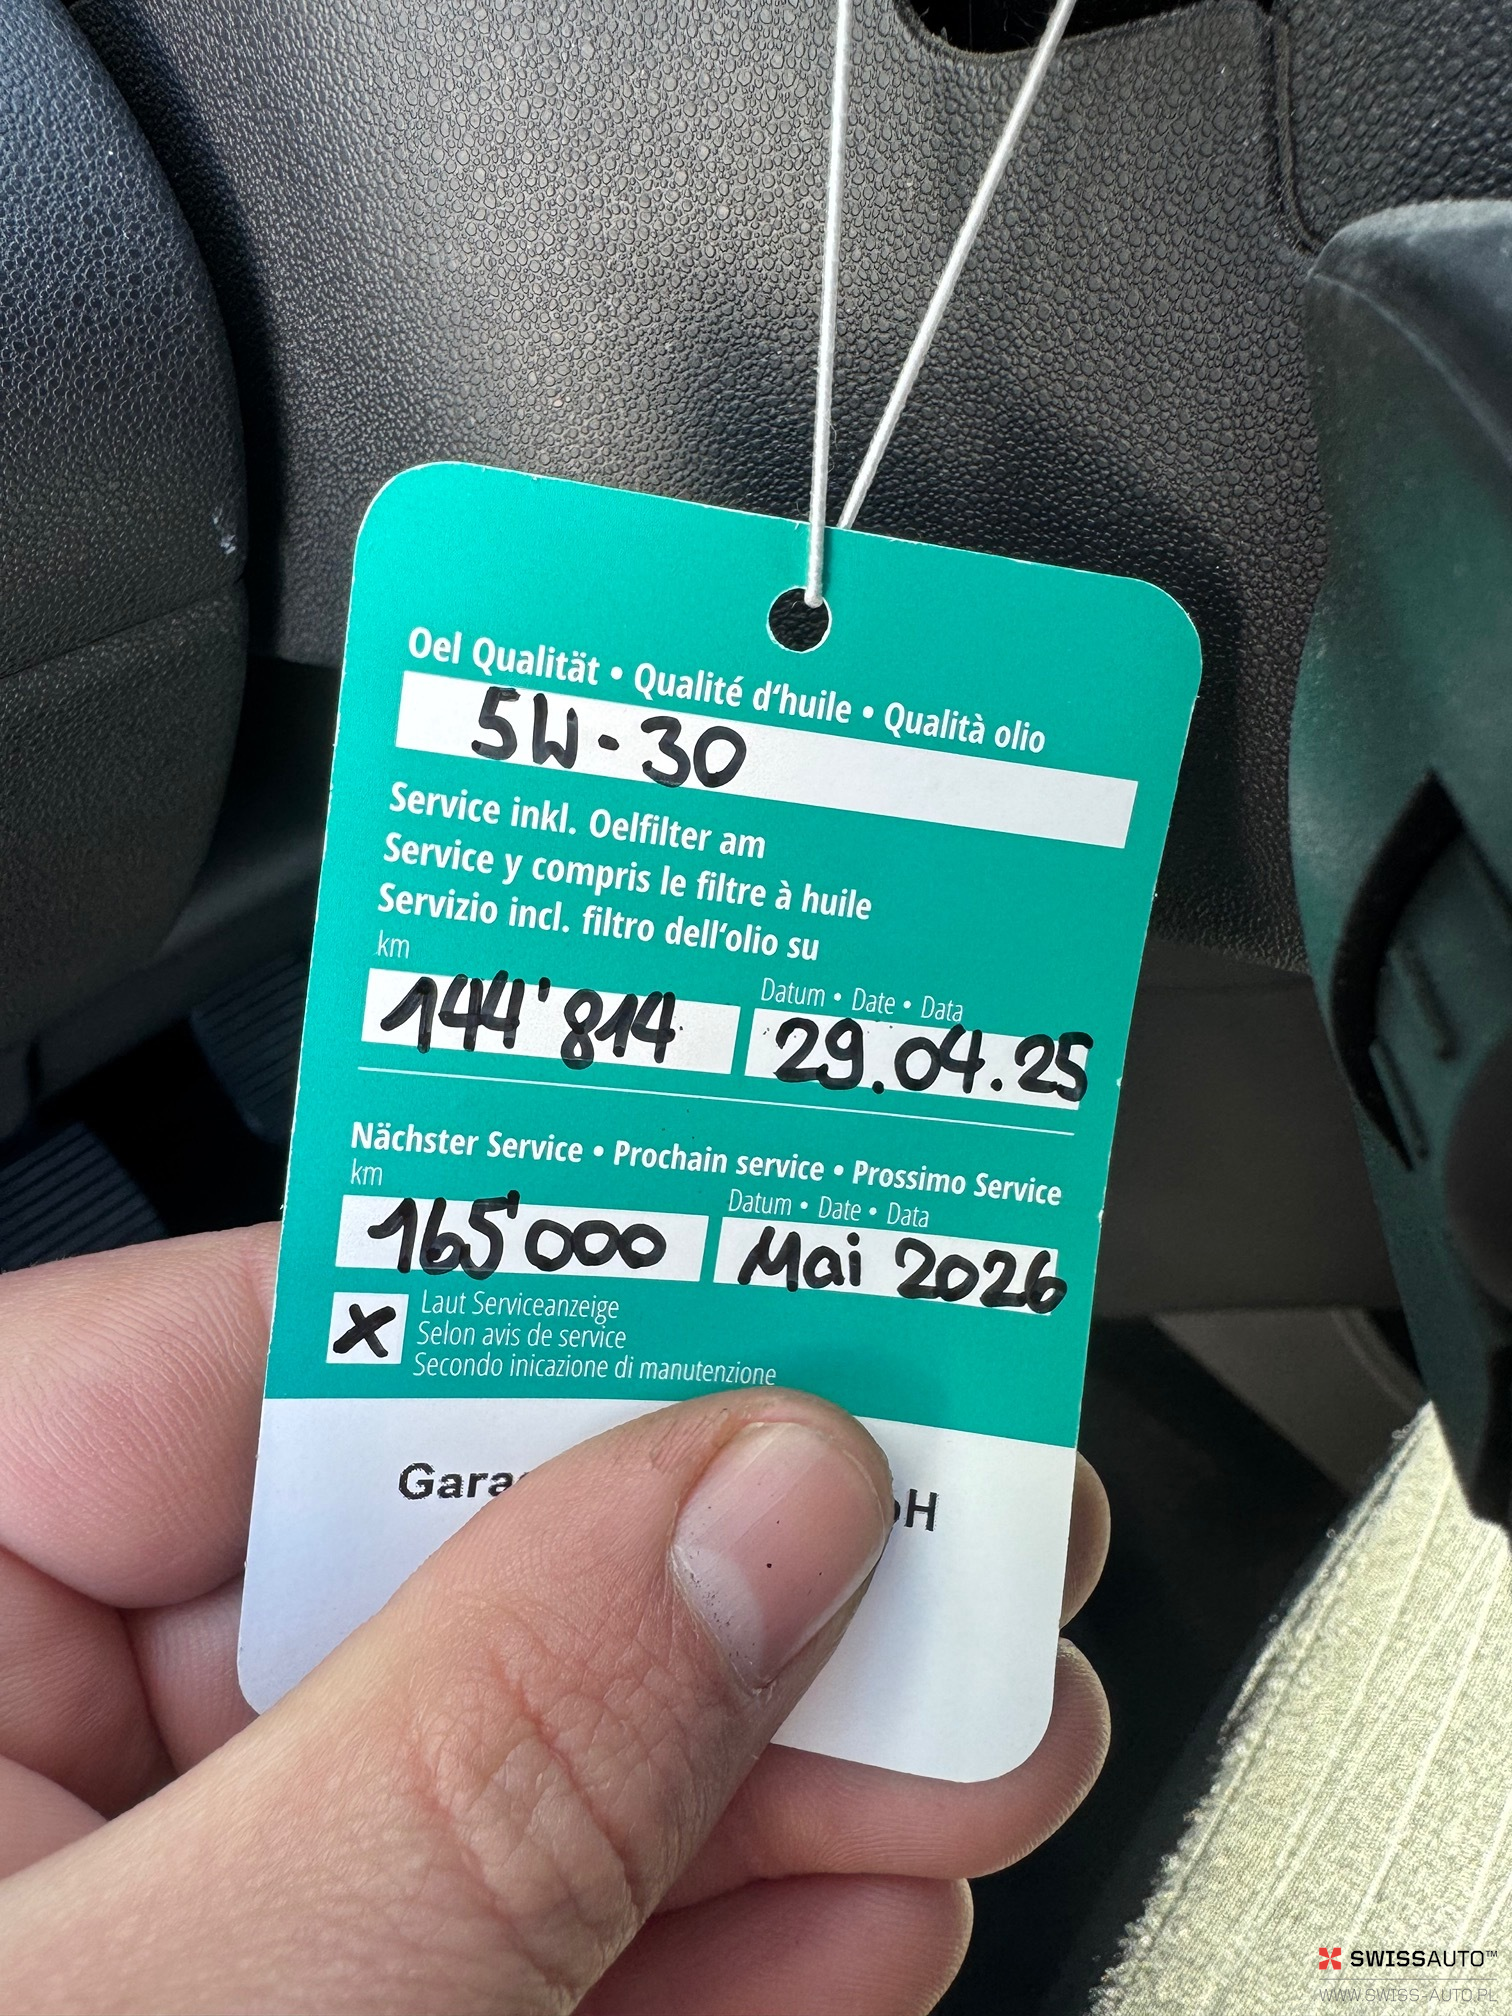 Oel Qualität • Qualité d'huile • Qualità olio
5W-30
Service inkl. Oelfilter am
Service y compris le filtre à huile
Servizio incl. filtro dell'olio su
km
Datum • Date • Data
144'814
29.04.25
Nächster Service • Prochain service • Prossimo Service
km
Datum • Date • Data
165'000
Mai 2026
X
Laut Serviceanzeige
Selon avis de service
Secondo inicazione di manutenzione
SWISSAUTO™
WWW.SWISS-AUTO.PL